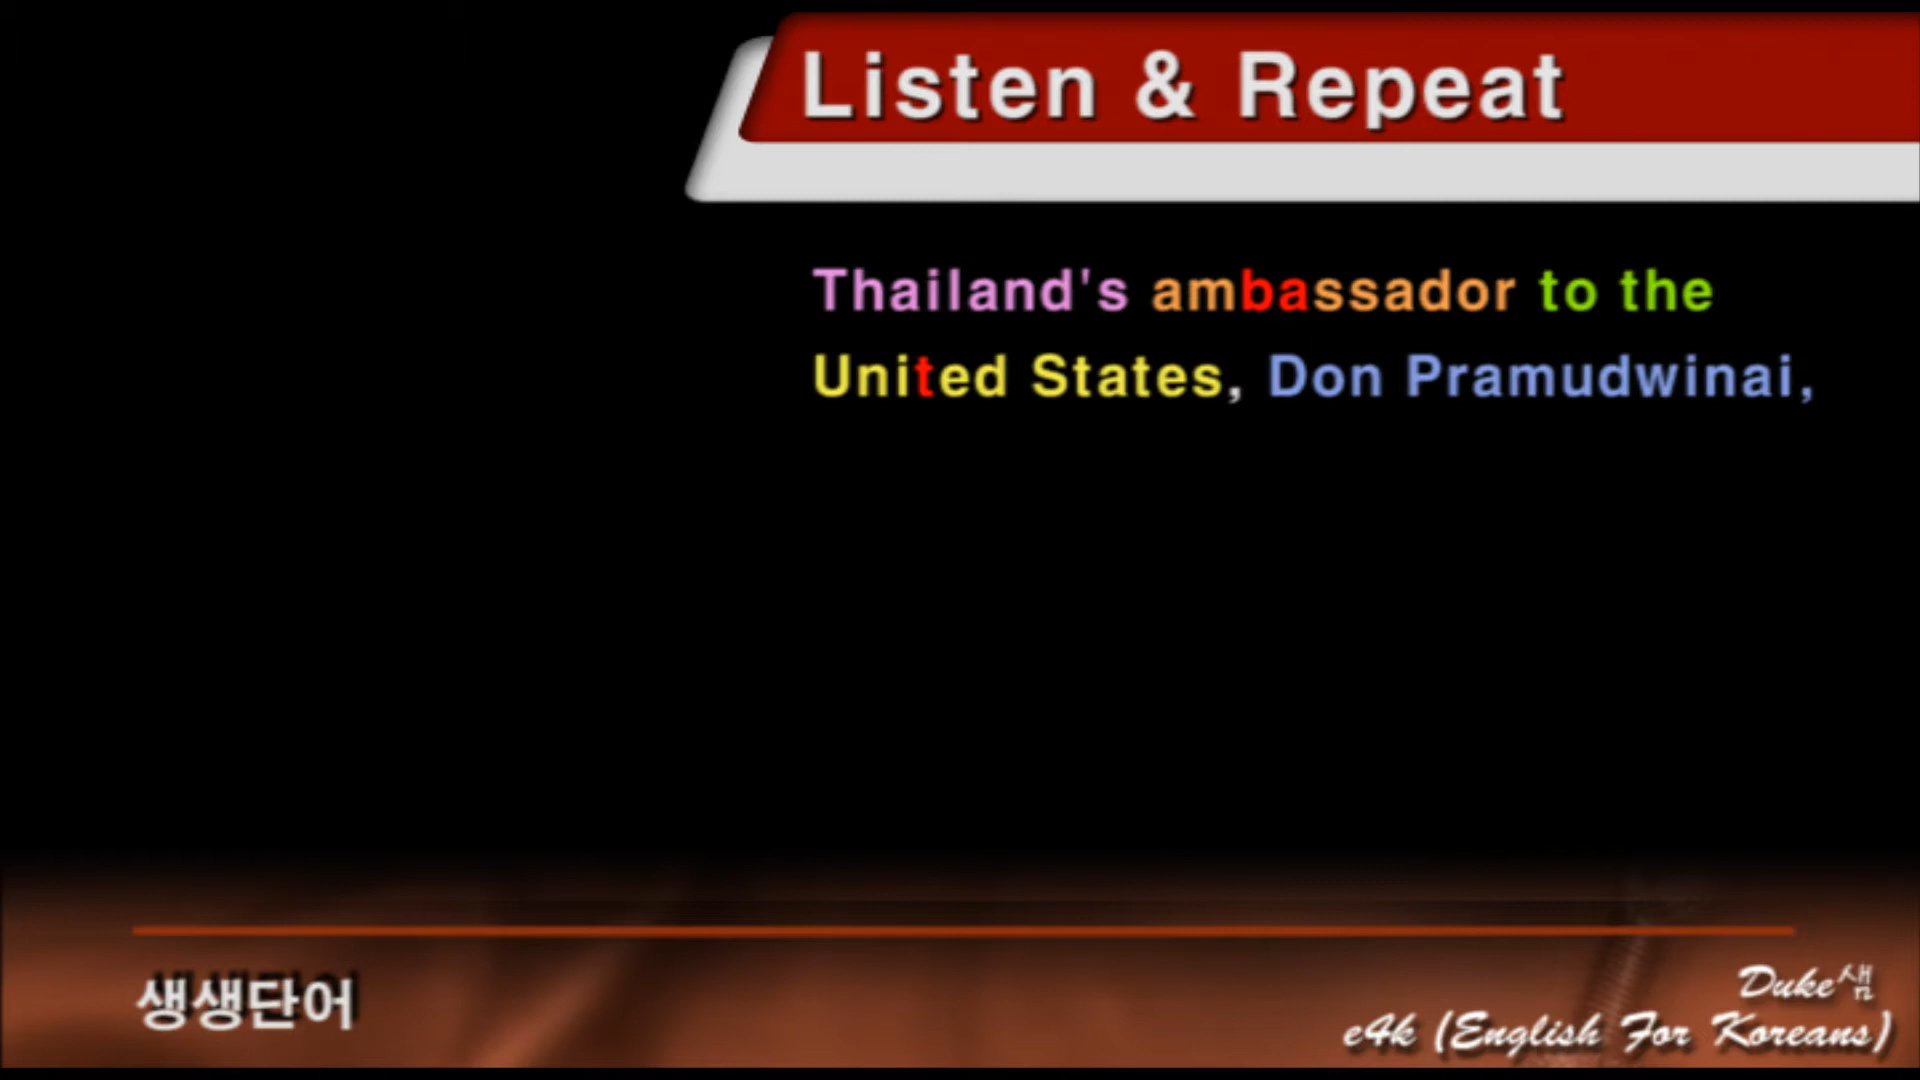 Listen & Repeat
Thailand's ambassador to the
United States, Don Pramudwinai,
생생단어
Duke샘
e4k (English For Koreans)